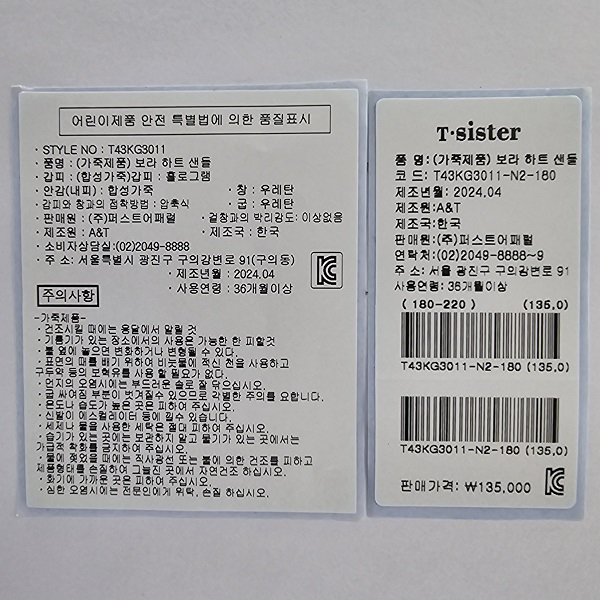 어린이제품 안전 특별법에 의한 품질표시
· STYLE NO : T43KG3011
· 품명 : (가죽제품) 보라 하트 샌들
· 갑피 : (합성가죽)갑피 : 홀로그램
· 안감(내피) : 합성가죽 · 창 : 우레탄
· 갑피와 창과의 접착방법 : 압축식 · 굽 : 우레탄
· 판매원 : (주)퍼스트어패럴 · 겉창과의 박리강도: 이상없음
· 제조원 : A&T · 제조국 : 한국
· 소비자상담실:(02)2049-8888
· 주 소: 서울특별시 광진구 구의강변로 91(구의동)
· 제조년월 : 2024.04
· 사용연령 : 36개월이상
주의사항
-가죽제품-
· 건조시킬 때에는 응달에서 말릴 것
· 기름기가 있는 장소에서의 사용은 가능한 한 피할것
· 불 옆에 놓으면 변화하거나 변형될 수 있다.
· 표면의 때를 빼기 위하여 비눗물에 적신 천을 사용하고
구두약 등의 보혁유를 사용 할 필요가 없다.
· 먼지의 오염시에는 부드러운 솔로 잘 닦으십시오.
· 굽 싸여짐 부분이 벗겨질수 있으므로 각별한 주의를 요합니다.
· 온도나 습도가 높은 곳은 피하여 주십시오.
· 신발이 에스컬레이터 등에 낄수 있습니다.
· 세제나 물을 사용한 세탁은 절대 피하여 주십시오.
· 습기가 있는 곳에는 보관하지 말고 물기가 있는 곳에서는
가급적 착화를 금지하여 주십시오.
· 물에 젖었을 때에는 직사광선 또는 불에 의한 건조를 피하고
제품형태를 손질하여 그늘진 곳에서 자연건조 하십시오.
· 화기에 가까운 곳은 피하여 주십시오.
· 심한 오염시에는 전문인에게 위탁, 손질 하십시오.
T·sister
품 명: (가죽제품) 보라 하트 샌들
코 드: T43KG3011-N2-180
제조년월: 2024.04
제조원: A&T
제조국:한국
판매원:(주)퍼스트어패럴
연락처:(02)2049-8888~9
주 소: 서울 광진구 구의강변로 91
사용연령: 36개월이상
(180-220) (135.0)
T43KG3011-N2-180 (135.0)
T43KG3011-N2-180 (135.0)
판매가격: ₩135,000